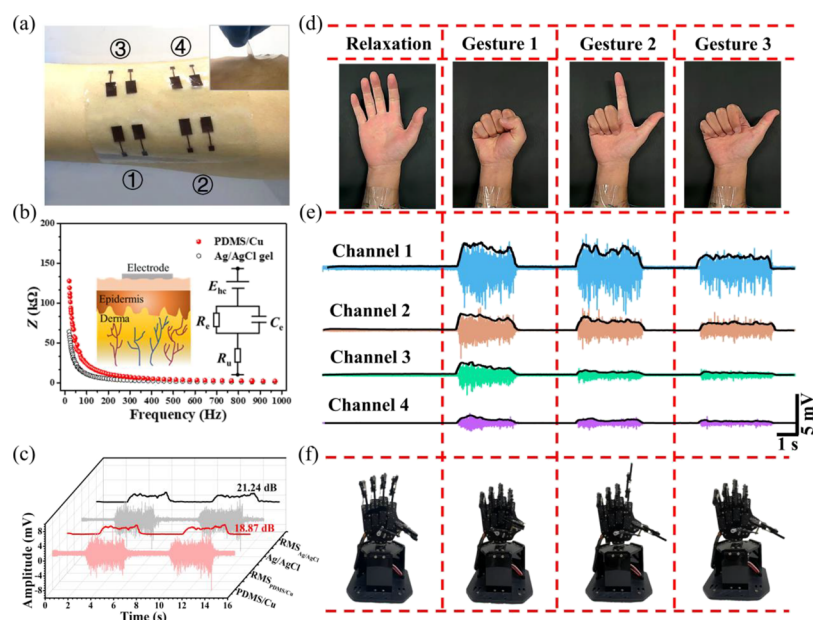 (a)
③
④
①
②
(b)
Z (kΩ)
200
150
100
50
0
PDMS/Cu
Ag/AgCl gel
Electrode
Epidermis
Derma
E_hc
R_e
C_e
R_u
0 100 200 300 400 500 600 700 800 900 1000
Frequency (Hz)
(c)
Amplitude (mV)
8
4
0
-4
-8
21.24 dB
18.87 dB
RMS_Ag/AgCl
Ag/AgCl
RMS_PDMS/Cu
PDMS/Cu
0 2 4 6 8 10 12 14 16
Time (s)
(d)
Relaxation Gesture 1 Gesture 2 Gesture 3
(e)
Channel 1
Channel 2
Channel 3
Channel 4
5 mV
1 s
(f)